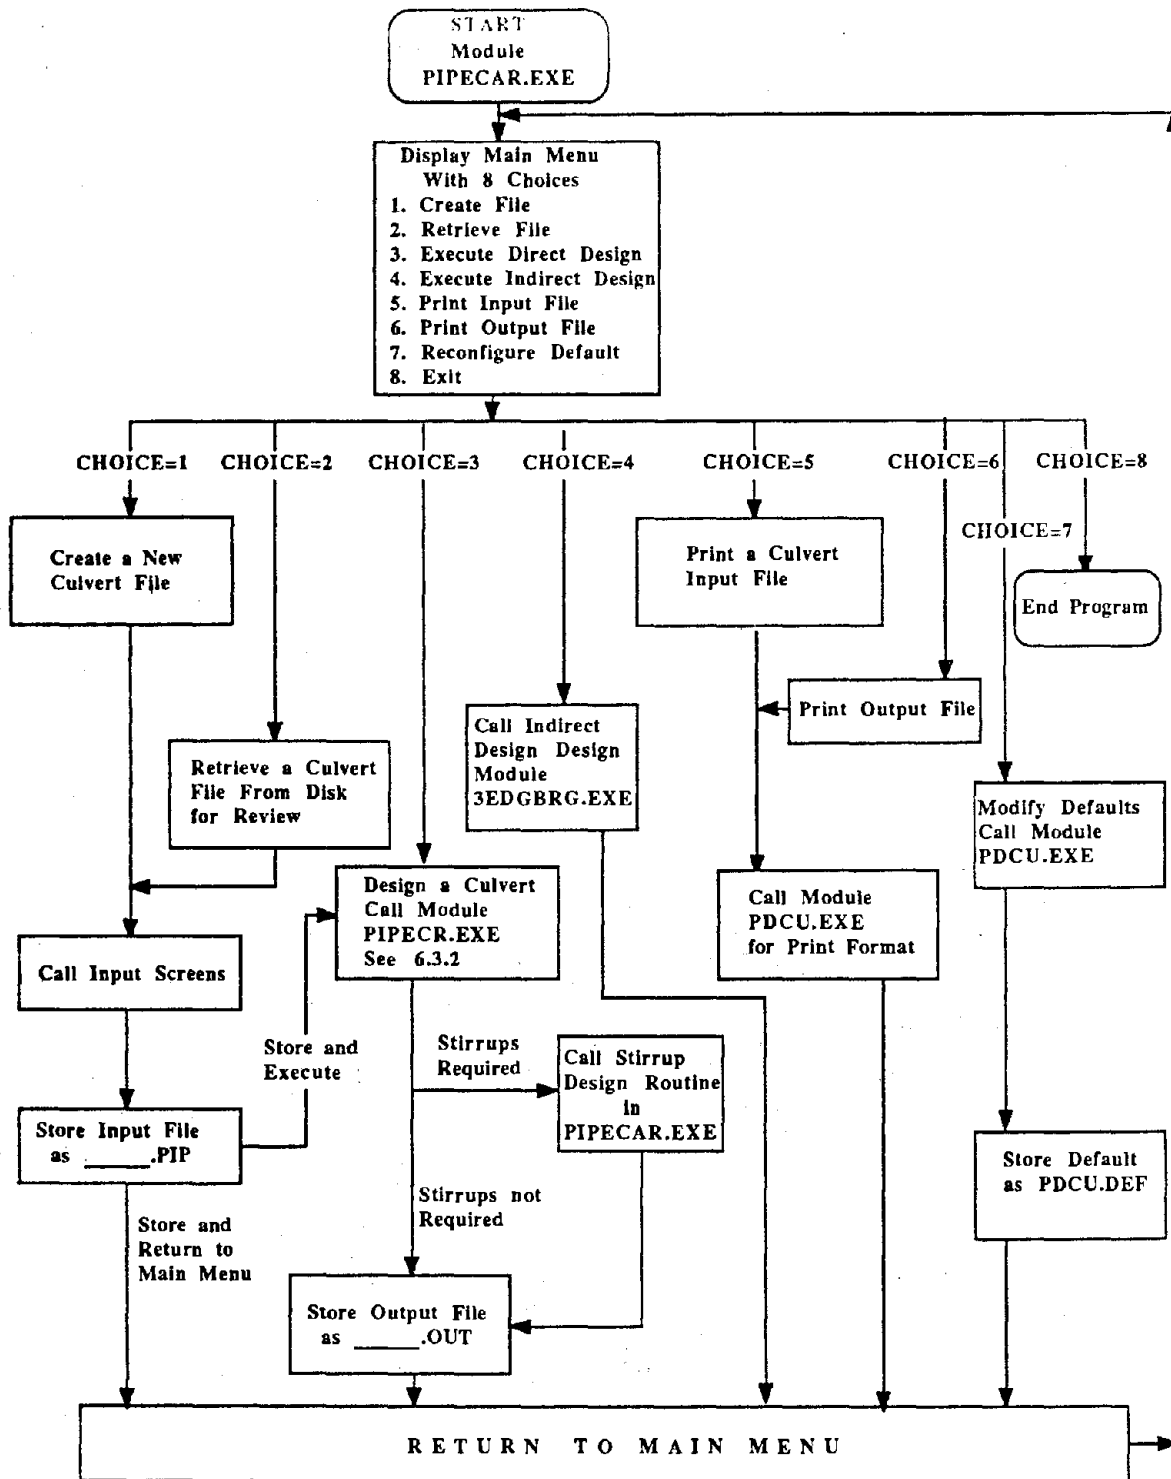 START
Module
PIPECAR.EXE
Display Main Menu
With 8 Choices
1. Create File
2. Retrieve File
3. Execute Direct Design
4. Execute Indirect Design
5. Print Input File
6. Print Output File
7. Reconfigure Default
8. Exit
CHOICE=1
CHOICE=2
CHOICE=3
CHOICE=4
CHOICE=5
CHOICE=6
CHOICE=8
CHOICE=7
Create a New
Culvert File
Print a Culvert
Input File
End Program
Print Output File
Retrieve a Culvert
File From Disk
for Review
Call Indirect
Design Design
Module
3EDGBRG.EXE
Modify Defaults
Call Module
PDCU.EXE
Design a Culvert
Call Module
PIPECR.EXE
See 6.3.2
Call Module
PDCU.EXE
for Print Format
Call Input Screens
Store and
Execute
Stirrups
Required
Call Stirrup
Design Routine
in
PIPECAR.EXE
Store Input File
as ______.PIP
Store Default
as PDCU.DEF
Stirrups not
Required
Store and
Return to
Main Menu
Store Output File
as ______.OUT
RETURN TO MAIN MENU